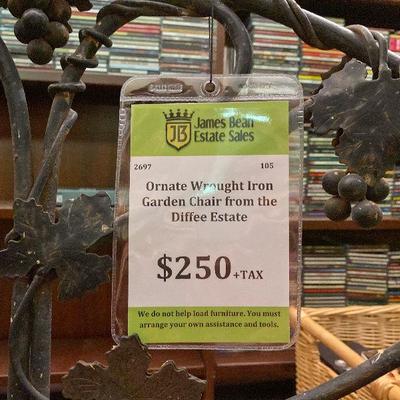 JB
James Bean
Estate Sales
2697 105
Ornate Wrought Iron
Garden Chair from the
Diffee Estate
$250+TAX
We do not help load furniture. You must
arrange your own assistance and tools.